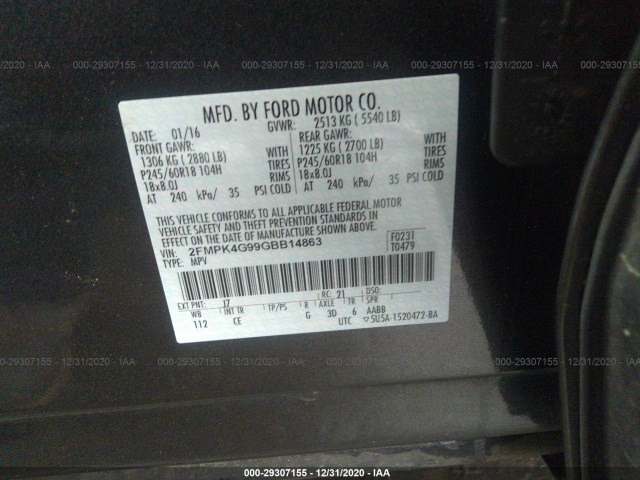 000-29307155 - 12/31/2020 - IAA
MFD. BY FORD MOTOR CO.
DATE: 01/16 GVWR: 2513 KG ( 5540 LB)
FRONT GAWR: REAR GAWR:
1306 KG ( 2880 LB) WITH 1225 KG ( 2700 LB) WITH
P245/60R18 104H TIRES P245/60R18 104H TIRES
18x8.0J RIMS 18x8.0J RIMS
AT 240 kPa/ 35 PSI COLD AT 240 kPa/ 35 PSI COLD
THIS VEHICLE CONFORMS TO ALL APPLICABLE FEDERAL MOTOR
VEHICLE SAFETY AND THEFT PREVENTION STANDARDS IN
EFFECT ON THE DATE OF MANUFACTURE SHOWN ABOVE.
VIN: 2FMPK4G99GBB14863 F0231
TYPE: MPV T0479
EXT PNT: J7 RC: 21 DSO:
WB INT TR TP/PS R AXLE TR SPR
112 CE G 3D 6 AABB
UTC ▽5U5A-1520472-BA
000-29307155 - 12/31/2020 - IAA